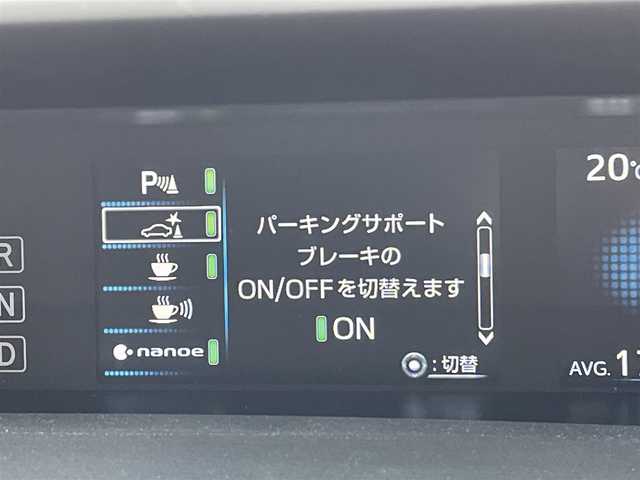 P
パーキングサポート
ブレーキの
ON/OFFを切替えます
ON
:切替
nanoe
R
N
D
20°
AVG.